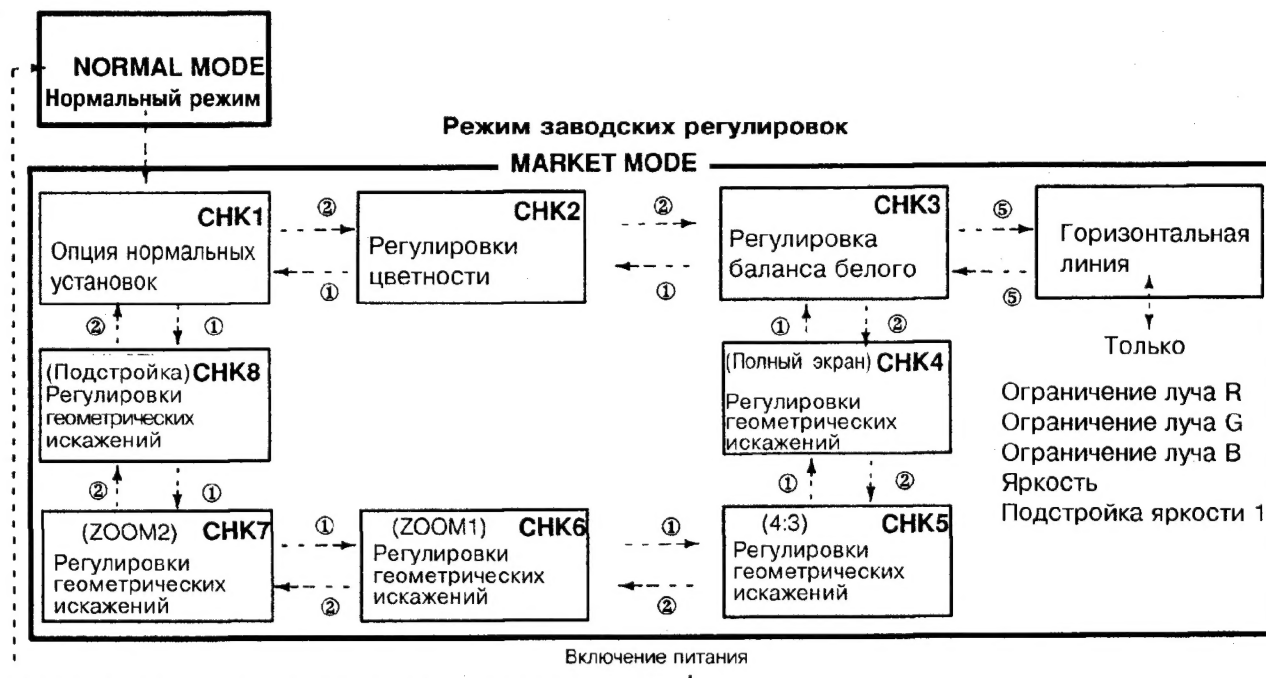 NORMAL MODE
Нормальный режим
Режим заводских регулировок
MARKET MODE
CHK1
Опция нормальных
установок
②
①
CHK2
Регулировки
цветности
②
①
CHK3
Регулировка
баланса белого
⑤
⑤
Горизонтальная
линия
②
①
①
②
Только
(Подстройка) CHK8
Регулировки
геометрических
искажений
(Полный экран) CHK4
Регулировки
геометрических
искажений
Ограничение луча R
Ограничение луча G
Ограничение луча B
Яркость
Подстройка яркости 1
②
①
①
②
(ZOOM2) CHK7
Регулировки
геометрических
искажений
①
②
(ZOOM1) CHK6
Регулировки
геометрических
искажений
①
②
(4:3) CHK5
Регулировки
геометрических
искажений
Включение питания